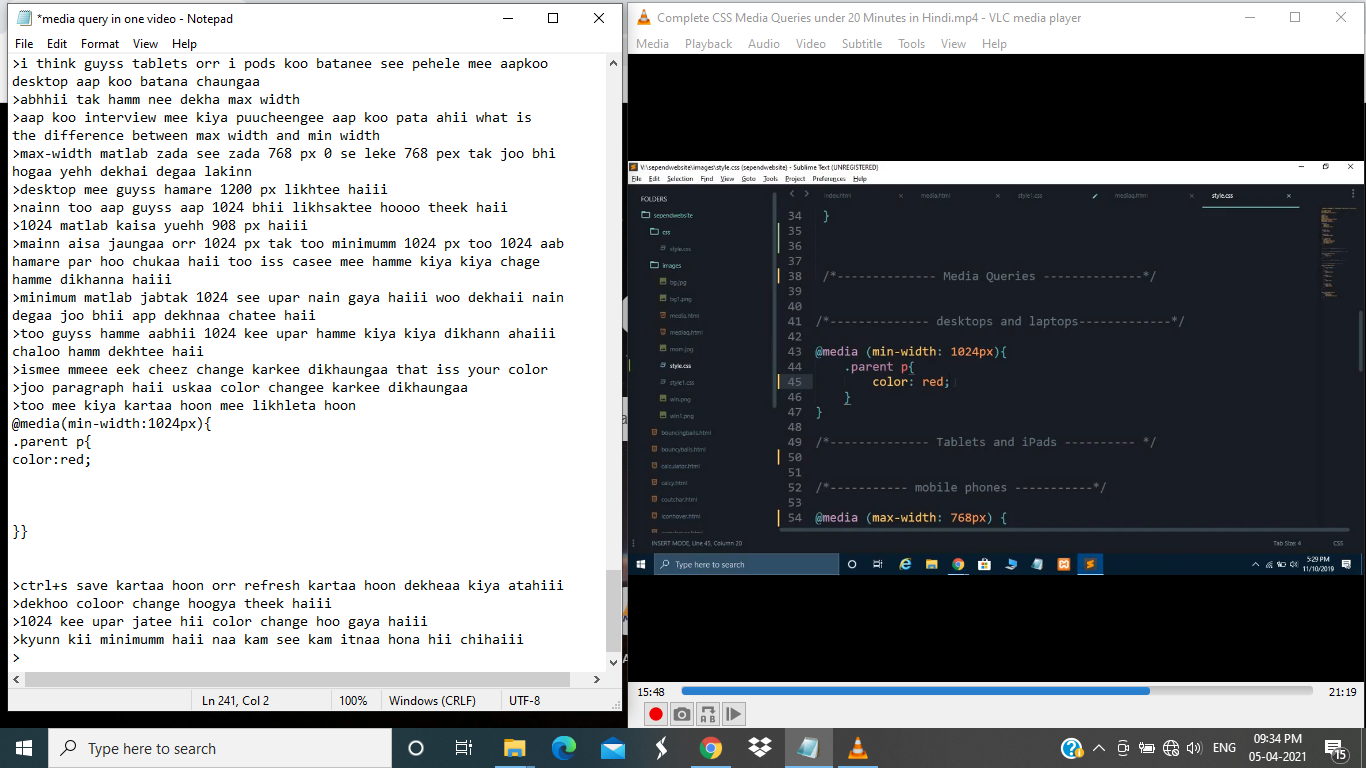 *media query in one video - Notepad
File Edit Format View Help
>i think guyss tablets orr i pods koo batanee see pehele mee aapkoo
desktop aap koo batana chaungaa
>abhhii tak hamm nee dekha max width
>aap koo interview mee kiya puucheengee aap koo pata ahii what is
the difference between max width and min width
>max-width matlab zada see zada 768 px 0 se leke 768 pex tak joo bhi
hogaa yehh dekhai degaa lakinn
>desktop mee guyss hamare 1200 px likhtee haiii
>nainn too aap guyss aap 1024 bhii likhsaktee hoooo theek haii
>1024 matlab kaisa yuehh 908 px haiii
>mainn aisa jaungaa orr 1024 px tak too minimumm 1024 px too 1024 aab
hamare par hoo chukaa haii too iss casee mee hamme kiya kiya chage
hamme dikhanna haiii
>minimum matlab jabtak 1024 see upar nain gaya haiii woo dekhaii nain
degaa joo bhii app dekhnaa chatee haii
>too guyss hamme aabhii 1024 kee upar hamme kiya kiya dikhann ahaiii
chaloo hamm dekhtee haii
>ismee mmeee eek cheez change karkee dikhaungaa that iss your color
>joo paragraph haii uskaa color changee karkee dikhaungaa
>too mee kiya kartaa hoon mee likhleta hoon
@media(min-width:1024px){
.parent p{
color:red;
}}
>ctrl+s save kartaa hoon orr refresh kartaa hoon dekheaa kiya atahiii
>dekhoo coloor change hoogya theek haiii
>1024 kee upar jatee hii color change hoo gaya haiii
>kyunn kii minimumm haii naa kam see kam itnaa hona hii chihaiii
>
Ln 241, Col 2 100% Windows (CRLF) UTF-8
Complete CSS Media Queries under 20 Minutes in Hindi.mp4 - VLC media player
Media Playback Audio Video Subtitle Tools View Help
V:\sependwebsite\images\style.css (sependwebsite) - Sublime Text (UNREGISTERED)
File Edit Selection Find View Goto Tools Project Preferences Help
index.html media.html style1.css mediaq.html style.css
FOLDERS
sependwebsite
css
style.css
images
bg.jpg
bg1.png
media.html
mediaq.html
mem.jpg
style.css
style1.css
win.png
win1.png
bouncingballs.html
bouncyballs.html
calculator.html
calcy.html
coutchar.html
iconhover.html
34 }
35
36
37
38 /*-------------- Media Queries --------------*/
39
40
41 /*-------------- desktops and laptops-------------*/
42
43 @media (min-width: 1024px){
44 .parent p{
45 color: red;
46 }
47 }
48
49 /*-------------- Tablets and iPads ---------- */
50
51
52 /*----------- mobile phones -----------*/
53
54 @media (max-width: 768px) {
INSERT MODE, Line 45, Column 20 Tab Size: 4 CSS
Type here to search
5:29 PM
11/10/2019
15:48 21:19
A B
Type here to search
ENG
09:34 PM
05-04-2021
15